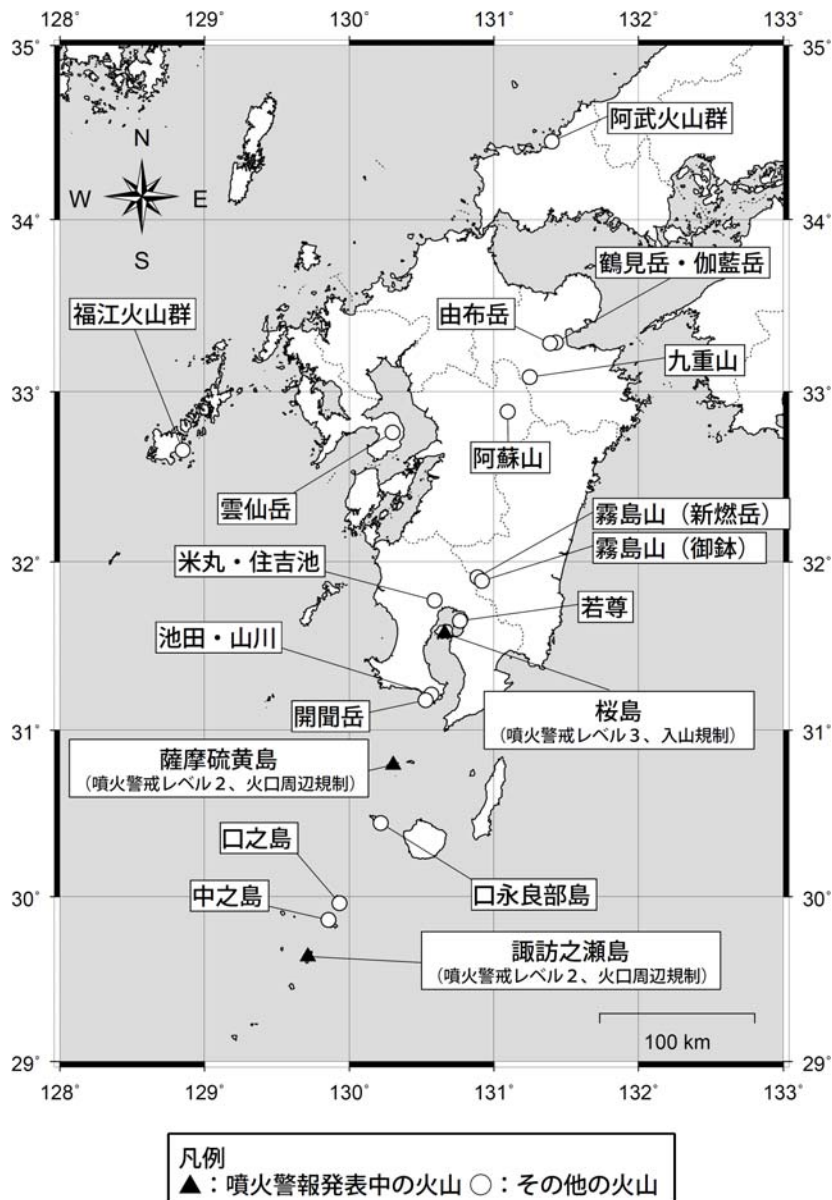 128° 129° 130° 131° 132° 133°
35° 35°
阿武火山群
N
W E
S
34° 34°
鶴見岳・伽藍岳
福江火山群
由布岳
九重山
33° 33°
阿蘇山
雲仙岳
霧島山（新燃岳）
霧島山（御鉢）
32° 32°
米丸・住吉池
若尊
池田・山川
開聞岳
桜島
（噴火警戒レベル３、入山規制）
31° 31°
薩摩硫黄島
（噴火警戒レベル２、火口周辺規制）
口之島
中之島
口永良部島
30° 30°
諏訪之瀬島
（噴火警戒レベル２、火口周辺規制）
100 km
29° 29°
128° 129° 130° 131° 132° 133°
凡例
▲：噴火警報発表中の火山 ○：その他の火山